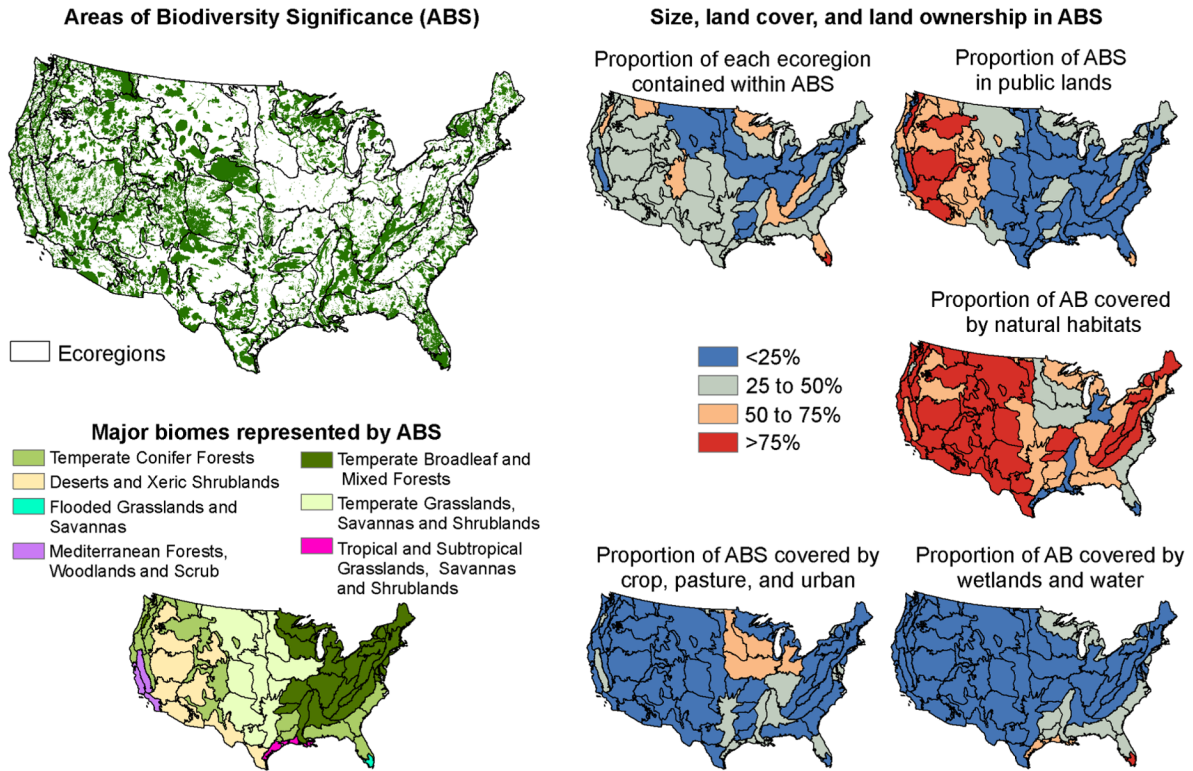 Areas of Biodiversity Significance (ABS)
Ecoregions
Major biomes represented by ABS
Temperate Conifer Forests
Deserts and Xeric Shrublands
Flooded Grasslands and
Savannas
Mediterranean Forests,
Woodlands and Scrub
Temperate Broadleaf and
Mixed Forests
Temperate Grasslands,
Savannas and Shrublands
Tropical and Subtropical
Grasslands, Savannas
and Shrublands
Size, land cover, and land ownership in ABS
Proportion of each ecoregion
contained within ABS
Proportion of ABS
in public lands
Proportion of AB covered
by natural habitats
<25%
25 to 50%
50 to 75%
>75%
Proportion of ABS covered by
crop, pasture, and urban
Proportion of AB covered by
wetlands and water